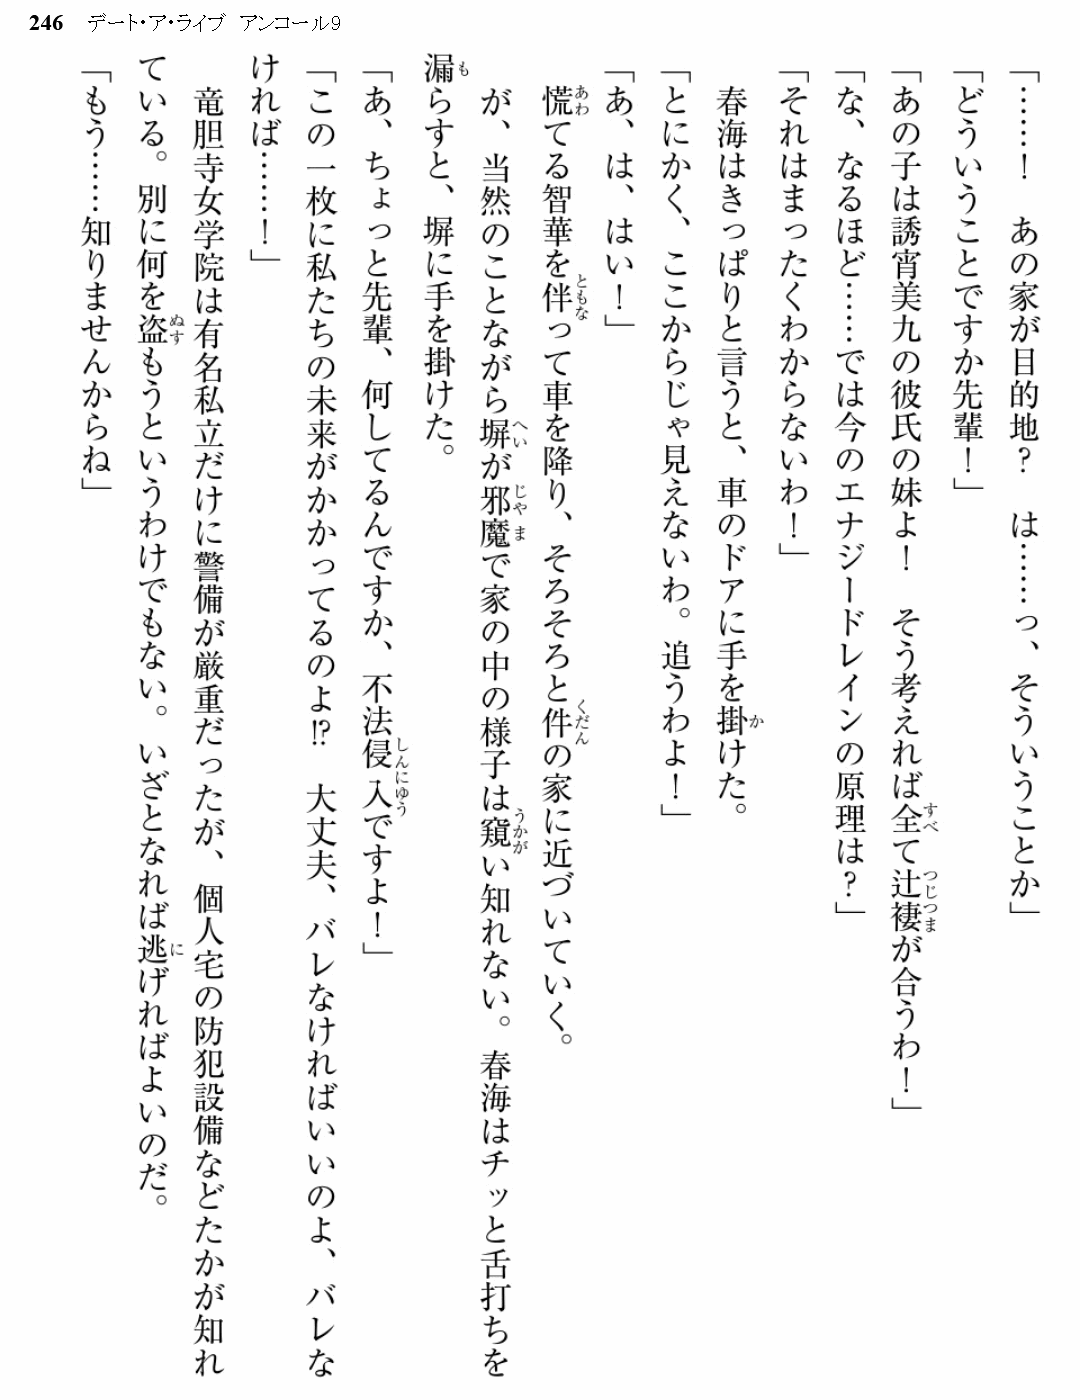 246　デート・ア・ライブ　アンコール9
「……！　あの家が目的地？　は……っ、そういうことか」
「どういうことですか先輩！」
「あの子は誘宵美九の彼氏の妹よ！　そう考えれば全て辻褄が合うわ！」
「な、なるほど……では今のエナジードレインの原理は？」
「それはまったくわからないわ！」
　春海はきっぱりと言うと、車のドアに手を掛けた。
「とにかく、ここからじゃ見えないわ。追うわよ！」
「あ、は、はい！」
　慌てる智華を伴って車を降り、そろそろと件の家に近づいていく。
　が、当然のことながら塀が邪魔で家の中の様子は窺い知れない。春海はチッと舌打ちを
漏らすと、塀に手を掛けた。
「あ、ちょっと先輩、何してるんですか、不法侵入ですよ！」
「この一枚に私たちの未来がかかってるのよ!?　大丈夫、バレなければいいのよ、バレな
ければ……！」
　竜胆寺女学院は有名私立だけに警備が厳重だったが、個人宅の防犯設備などたかが知れ
ている。別に何を盗もうというわけでもない。いざとなれば逃げればよいのだ。
「もう……知りませんからね」